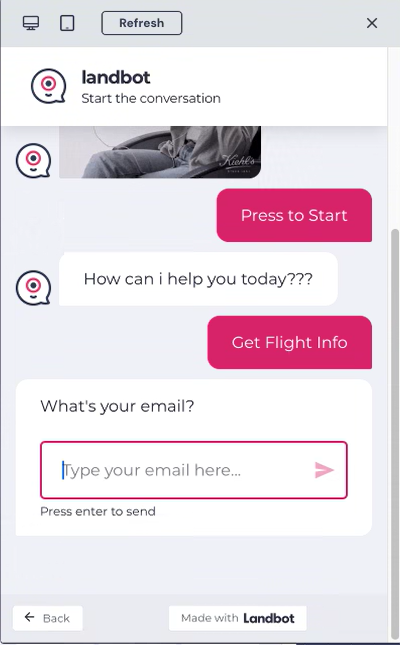 Refresh
landbot
Start the conversation
Kiehl's
Press to Start
How can i help you today???
Get Flight Info
What's your email?
Type your email here...
Press enter to send
Back
Made with Landbot